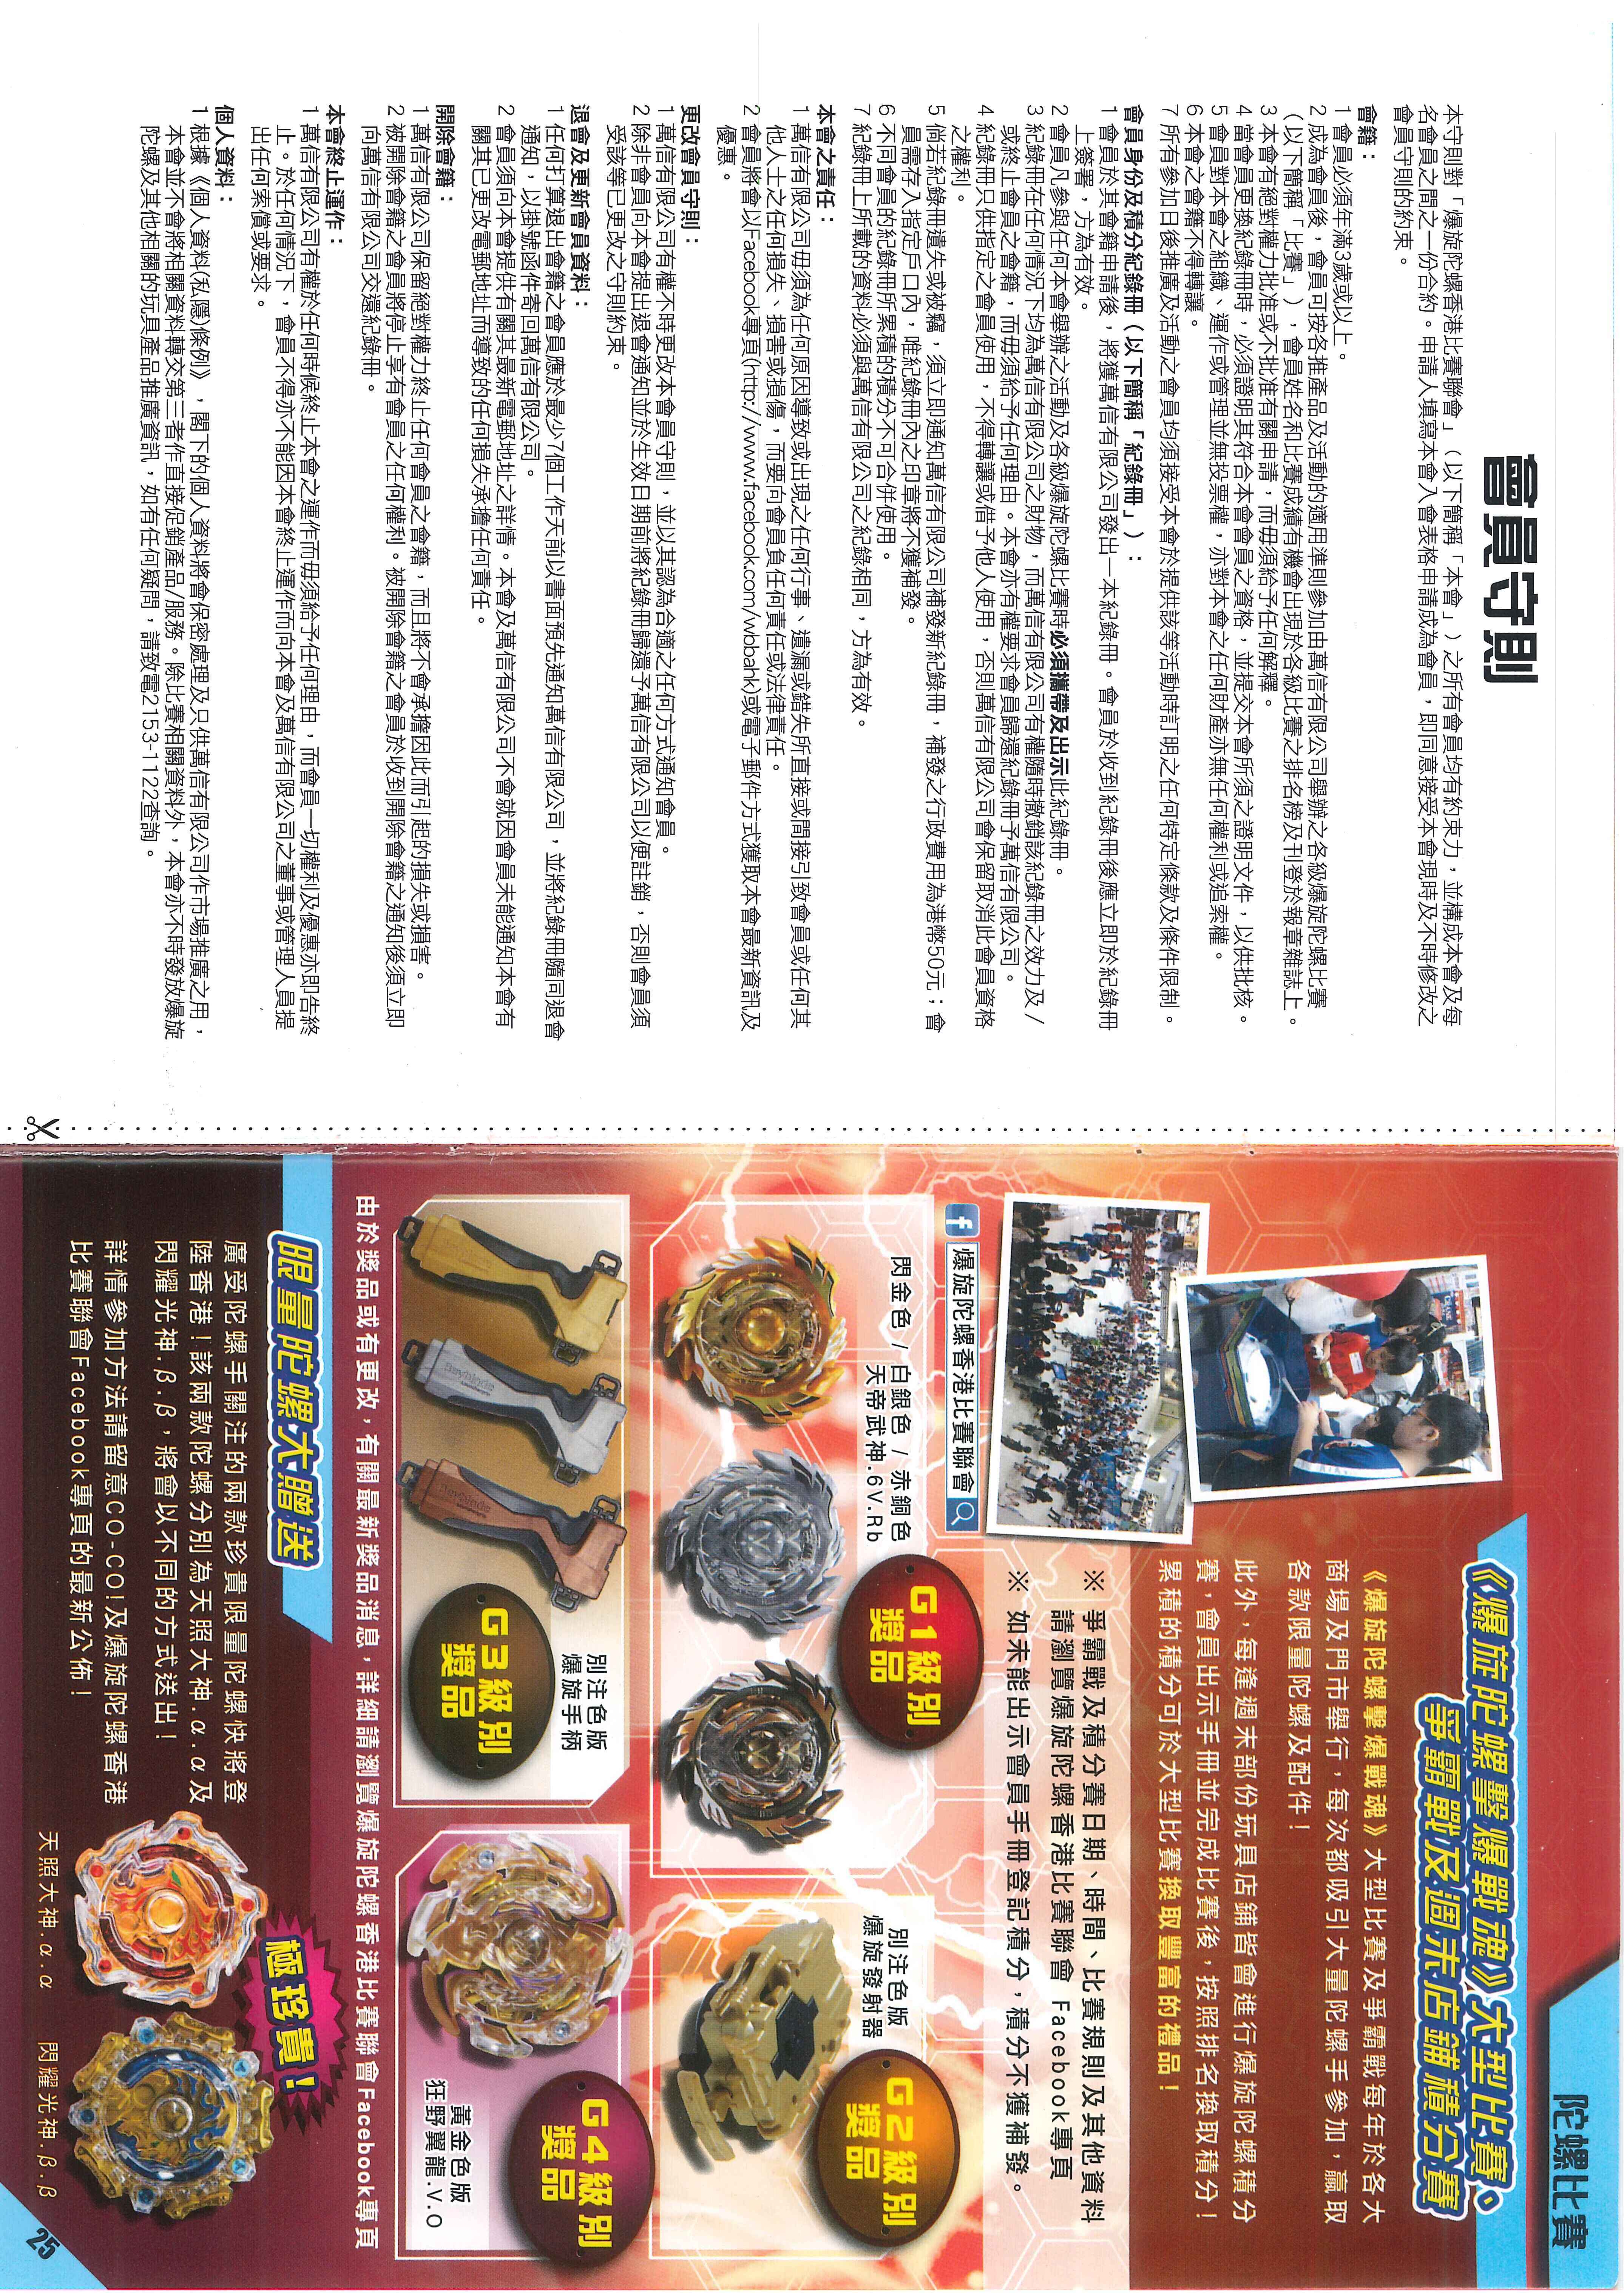 會員守則
本守則對「爆旋陀螺香港比賽聯會」（以下簡稱「本會」）之所有會員均有約束力，並構成本會及每
名會員之間之一份合約。申請人填寫本會入會表格申請成為會員，即同意接受本會現時及不時修改之
會員守則的約束。
會籍：
1 會員必須年滿3歲或以上。
2 成為會員後，會員可按各推產品及活動的適用準則參加由萬信有限公司舉辦之各級爆旋陀螺比賽
（以下簡稱「比賽」），會員姓名和比賽成績有機會出現於各級比賽之排名榜及刊登於報章雜誌上。
3 本會有絕對權力批准或不批准有關申請，而毋須給予任何解釋。
4 當會員更換紀錄冊時，必須證明其符合本會會員之資格，並提交本會所須之證明文件，以供批核。
5 會員對本會之組織、運作或管理並無投票權，亦對本會之任何財產亦無任何權利或追索權。
6 本會之會籍不得轉讓。
7 所有參加日後推廣及活動之會員均須接受本會於提供該等活動時訂明之任何特定條款及條件限制。
會員身份及積分紀錄冊（以下簡稱「紀錄冊」）：
1 會員於其會籍申請後，將獲萬信有限公司發出一本紀錄冊。會員於收到紀錄冊後應立即於紀錄冊
上簽署，方為有效。
2 會員凡參與任何本會舉辦之活動及各級爆旋陀螺比賽時必須攜帶及出示此紀錄冊。
3 紀錄冊在任何情況下均為萬信有限公司之財物，而萬信有限公司有權隨時撤銷該紀錄冊之效力及 /
或終止會員之會籍，而毋須給予任何理由。本會亦有權要求會員歸還紀錄冊予萬信有限公司。
4 紀錄冊只供指定之會員使用，不得轉讓或借予他人使用，否則萬信有限公司會保留取消此會員資格
之權利。
5 倘若紀錄冊遺失或被竊，須立即通知萬信有限公司補發新紀錄冊，補發之行政費用為港幣50元；會
員需存入指定戶口內，唯紀錄冊內之印章將不獲補發。
6 不同會員的紀錄冊所累積的積分不可合併使用。
7 紀錄冊上所載的資料必須與萬信有限公司之紀錄相同，方為有效。
本會之責任：
1 萬信有限公司毋須為任何原因導致或出現之任何行事、遺漏或錯失所直接或間接引致會員或任何其
他人士之任何損失、損害或損傷，而要向會員負任何責任或法律責任。
2 會員將會以Facebook專頁(http://www.facebook.com/wbbahk)或電子郵件方式獲取本會最新資訊及
優惠。
更改會員守則：
1 萬信有限公司有權不時更改本會員守則，並以其認為合適之任何方式通知會員。
2 除非會員向本會提出退會通知並於生效日期前將紀錄冊歸還予萬信有限公司以便註銷，否則會員須
受該等已更改之守則約束。
退會及更新會員資料：
1 任何打算退出會籍之會員應於最少7個工作天前以書面預先通知萬信有限公司，並將紀錄冊隨同退會
通知，以掛號函件寄回萬信有限公司。
2 會員須向本會提供有關其最新電郵地址之詳情。本會及萬信有限公司不會就因會員未能通知本會有
關其已更改電郵地址而導致的任何損失承擔任何責任。
開除會籍：
1 萬信有限公司保留絕對權力終止任何會員之會籍，而且將不會承擔因此而引起的損失或損害。
2 被開除會籍之會員將停止享有會員之任何權利。被開除會籍之會員於收到開除會籍之通知後須立即
向萬信有限公司交還紀錄冊。
本會終止運作：
1 萬信有限公司有權於任何時候終止本會之運作而毋須給予任何理由，而會員一切權利及優惠亦即告終
止。於任何情況下，會員不得亦不能因本會終止運作而向本會及萬信有限公司之董事或管理人員提
出任何索償或要求。
個人資料：
1 根據《個人資料(私隱)條例》，閣下的個人資料將會保密處理及只供萬信有限公司作市場推廣之用，
本會並不會將相關資料轉交第三者作直接促銷產品/服務。除比賽相關資料外，本會亦不時發放爆旋
陀螺及其他相關的玩具產品推廣資訊，如有任何疑問，請致電2153-1122查詢。
陀螺比賽
《爆旋陀螺擊爆戰魂》大型比賽、
爭霸戰及週末店鋪積分賽
《爆旋陀螺擊爆戰魂》大型比賽及爭霸戰每年於各大
商場及門市舉行，每次都吸引大量陀螺手參加，贏取
各款限量陀螺及配件！
此外，每逢週末部份玩具店鋪皆會進行爆旋陀螺積分
賽，會員出示手冊並完成比賽後，按照排名換取積分！
累積的積分可於大型比賽換取豐富的禮品！
※ 爭霸戰及積分賽日期、時間、比賽規則及其他資料
請瀏覽爆旋陀螺香港比賽聯會 Facebook專頁
※ 如未能出示會員手冊登記積分，積分不獲補發。
f 爆旋陀螺香港比賽聯會
G1級別
獎品
閃金色 / 白銀色 / 赤銅色
天帝武神.6V.Rb
G2級別
獎品
別注色版
爆旋發射器
別注色版
爆旋手柄
G3級別
獎品
G4級別
獎品
黃金色版
狂野翼龍.V.O
由於獎品或有更改，有關最新獎品消息，詳細請瀏覽爆旋陀螺香港比賽聯會Facebook專頁
限量陀螺大贈送
極珍貴！
廣受陀螺手關注的兩款珍貴限量陀螺快將登
陸香港！該兩款陀螺分別為天照大神.α.α及
閃耀光神.β.β，將會以不同的方式送出！
詳情參加方法請留意CO-CO!及爆旋陀螺香港
比賽聯會Facebook專頁的最新公佈！
天照大神.α.α
閃耀光神.β.β
25